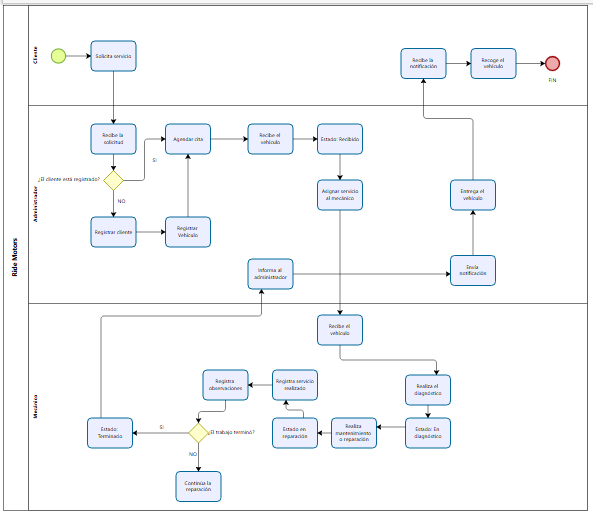 Ride Motors
Cliente
Solicita servicio
Recibe la
notificación
Recoge el
vehículo
FIN
Administrador
Recibe la
solicitud
Agendar cita
Recibe el
vehículo
Estado: Recibido
SI
¿El cliente está registrado?
NO
Asignar servicio
al mecánico
Entrega el
vehículo
Registrar cliente
Registrar
Vehículo
Informa al
administrador
Envía
notificación
Mecánico
Recibe el
vehículo
Registra
observaciones
Registra servicio
realizado
Realiza el
diagnóstico
Estado:
Terminado
SI
¿El trabajo terminó?
Estado en
reparación
Realiza
mantenimiento
o reparación
Estado: En
diagnóstico
NO
Continúa la
reparación